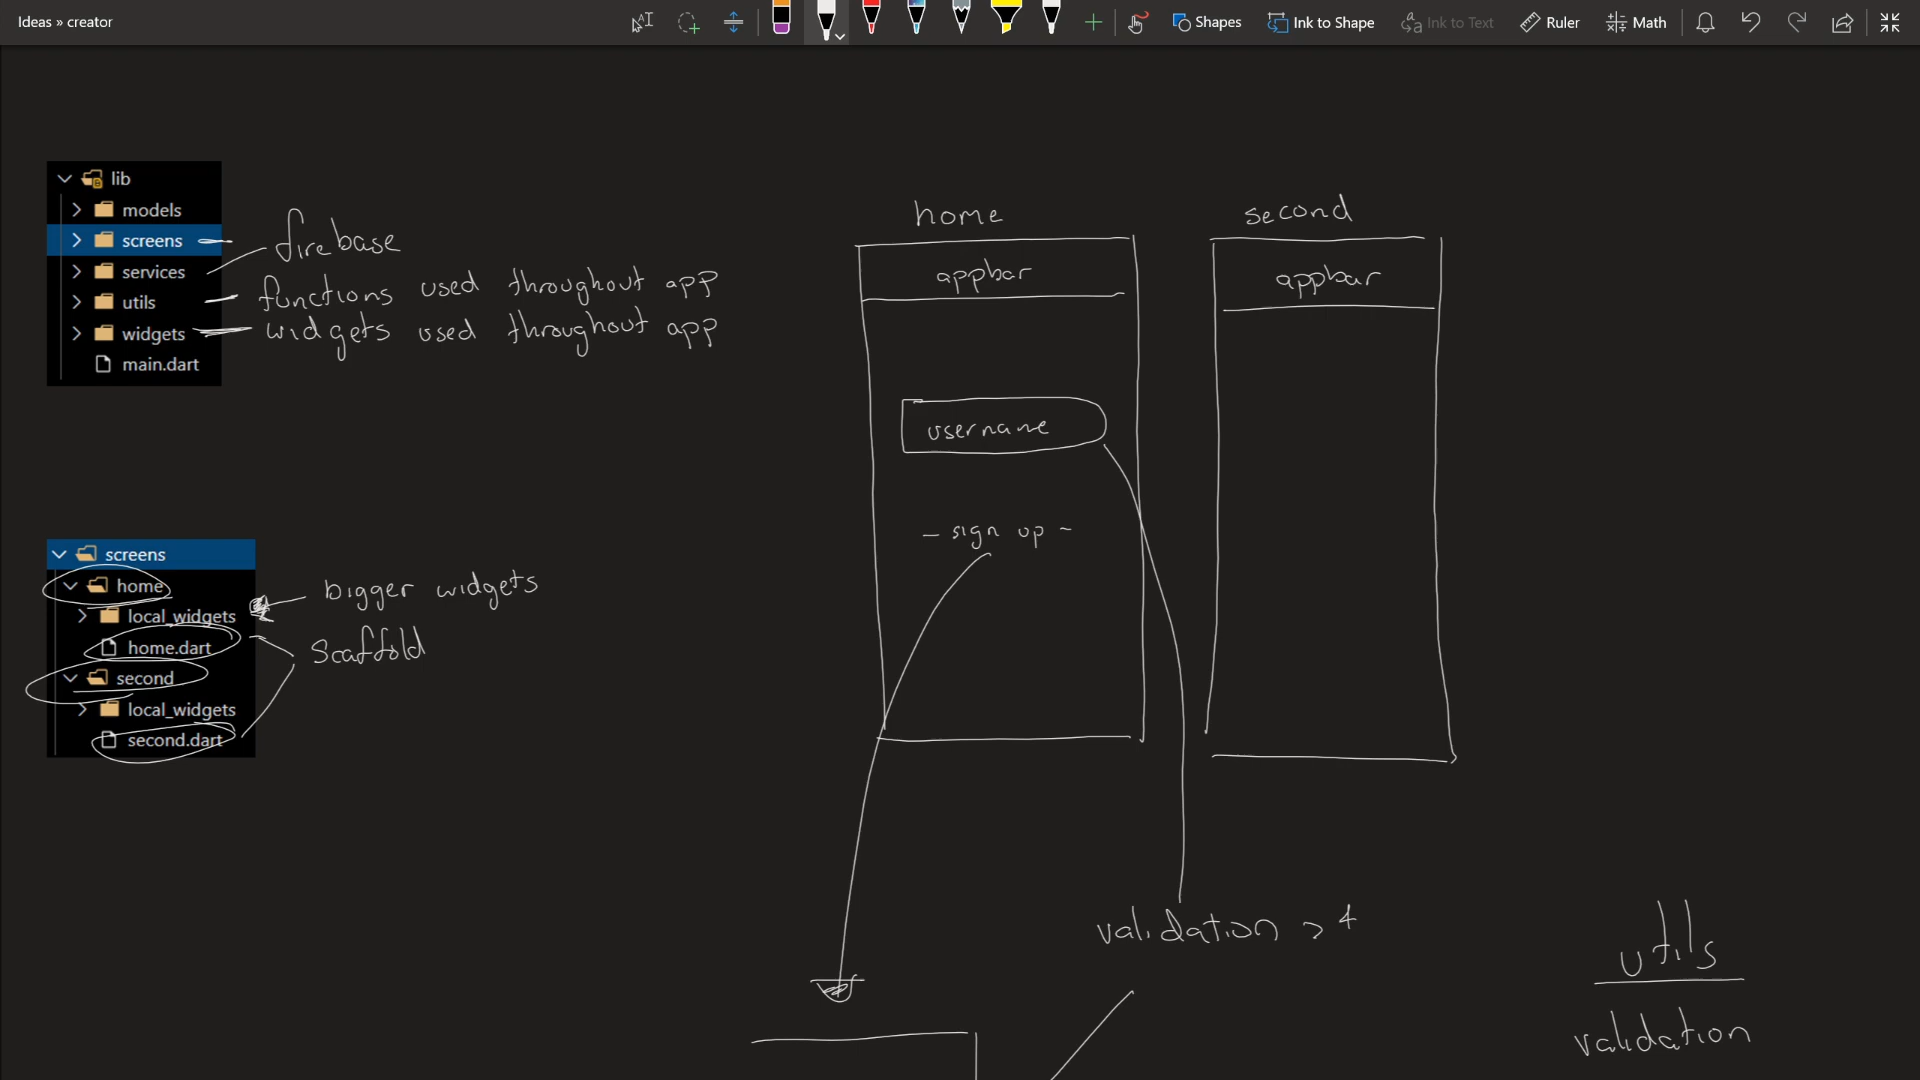 Ideas » creator
Shapes
Ink to Shape
Ink to Text
Ruler
Math
lib
models
screens
services
utils
widgets
main.dart
firebase
functions used throughout app
widgets used throughout app
screens
home
local_widgets
home.dart
second
local_widgets
second.dart
bigger widgets
Scaffold
home
appbar
username
- sign up -
second
appbar
validation > 4
utils
validation